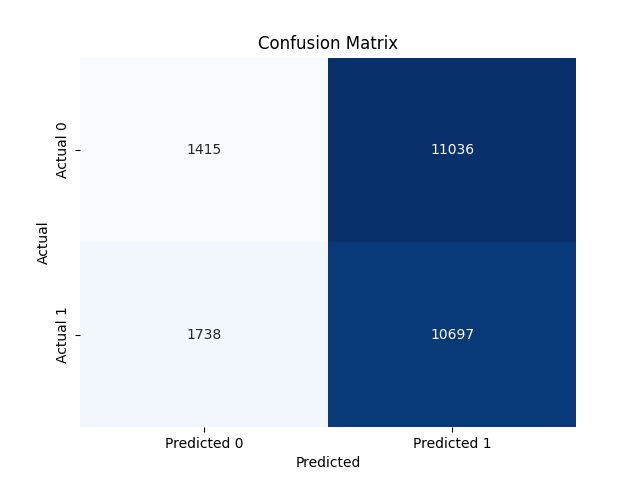 Confusion Matrix
Actual
Actual 0
1415 11036
Actual 1
1738 10697
Predicted 0 Predicted 1
Predicted